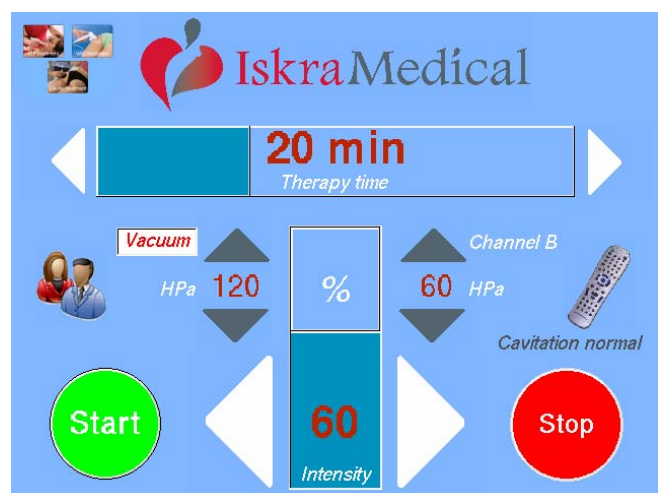 IskraMedical
20 min
Therapy time
Vacuum
Channel B
HPa 120
%
60 HPa
Cavitation normal
Start
60
Stop
Intensity